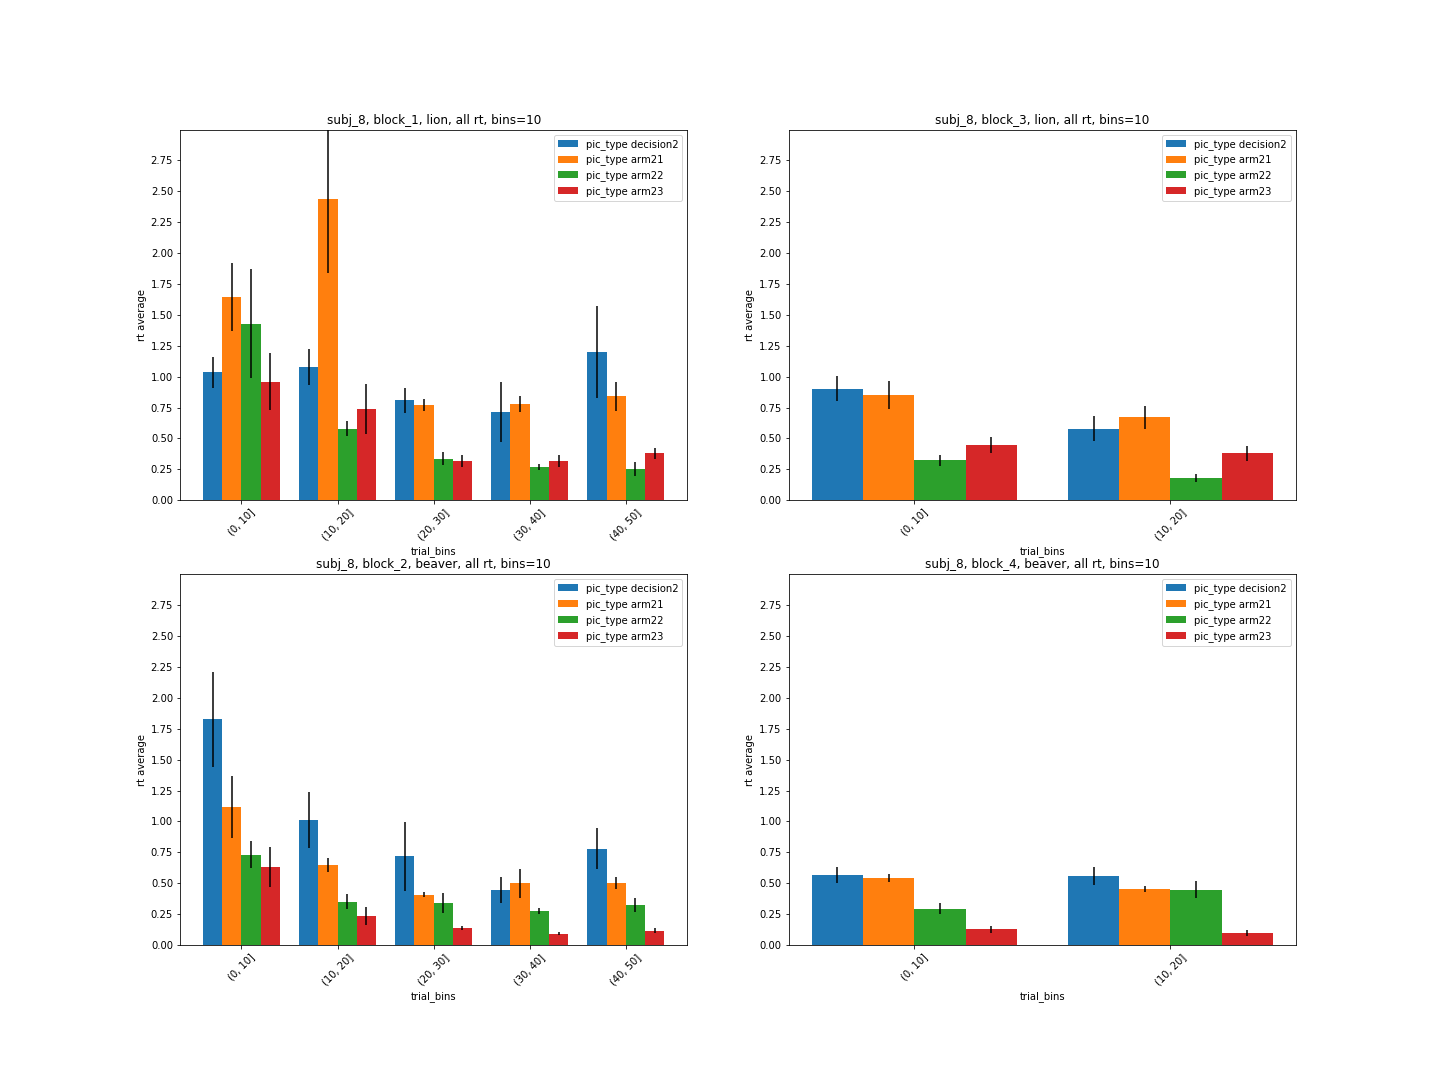 subj_8, block_1, lion, all rt, bins=10
pic_type decision2
pic_type arm21
pic_type arm22
pic_type arm23
rt average
2.75
2.50
2.25
2.00
1.75
1.50
1.25
1.00
0.75
0.50
0.25
0.00
(0, 10]
(10, 20]
(20, 30]
(30, 40]
(40, 50]
trial_bins
subj_8, block_3, lion, all rt, bins=10
pic_type decision2
pic_type arm21
pic_type arm22
pic_type arm23
rt average
2.75
2.50
2.25
2.00
1.75
1.50
1.25
1.00
0.75
0.50
0.25
0.00
(0, 10]
(10, 20]
trial_bins
subj_8, block_2, beaver, all rt, bins=10
pic_type decision2
pic_type arm21
pic_type arm22
pic_type arm23
rt average
2.75
2.50
2.25
2.00
1.75
1.50
1.25
1.00
0.75
0.50
0.25
0.00
(0, 10]
(10, 20]
(20, 30]
(30, 40]
(40, 50]
trial_bins
subj_8, block_4, beaver, all rt, bins=10
pic_type decision2
pic_type arm21
pic_type arm22
pic_type arm23
rt average
2.75
2.50
2.25
2.00
1.75
1.50
1.25
1.00
0.75
0.50
0.25
0.00
(0, 10]
(10, 20]
trial_bins